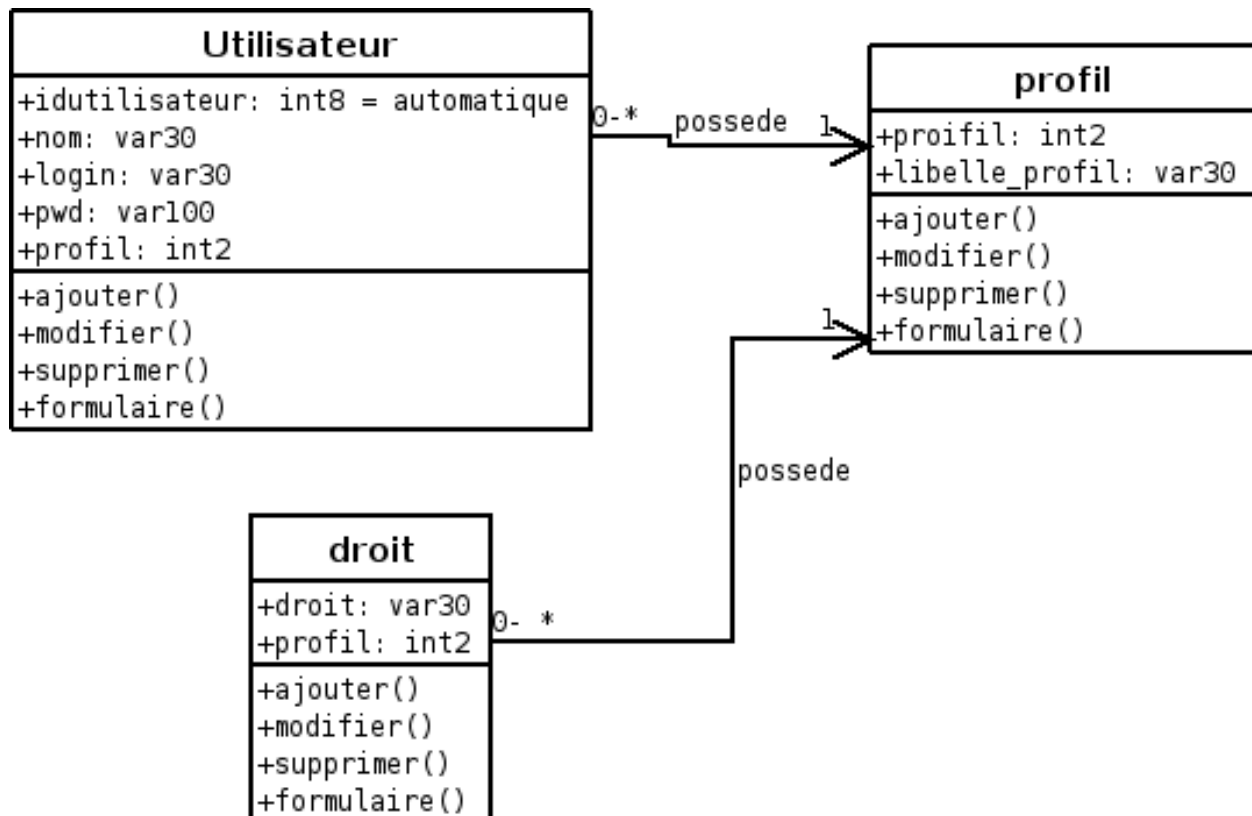 Utilisateur
+idutilisateur: int8 = automatique
+nom: var30
+login: var30
+pwd: var100
+profil: int2
+ajouter()
+modifier()
+supprimer()
+formulaire()
0-*
possede
1
profil
+proifil: int2
+libelle_profil: var30
+ajouter()
+modifier()
+supprimer()
+formulaire()
1
possede
0- *
droit
+droit: var30
+profil: int2
+ajouter()
+modifier()
+supprimer()
+formulaire()